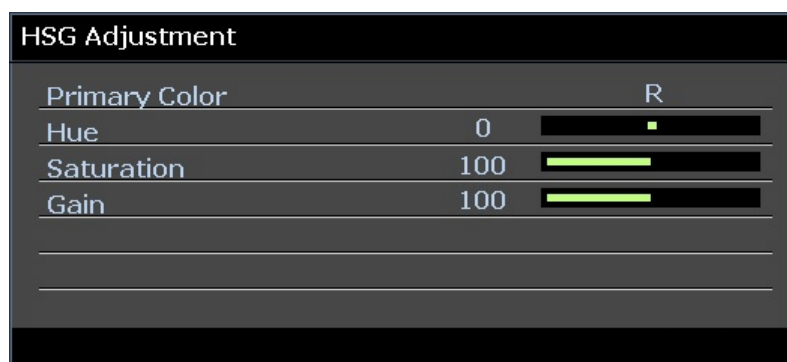 HSG Adjustment
Primary Color R
Hue 0
Saturation 100
Gain 100